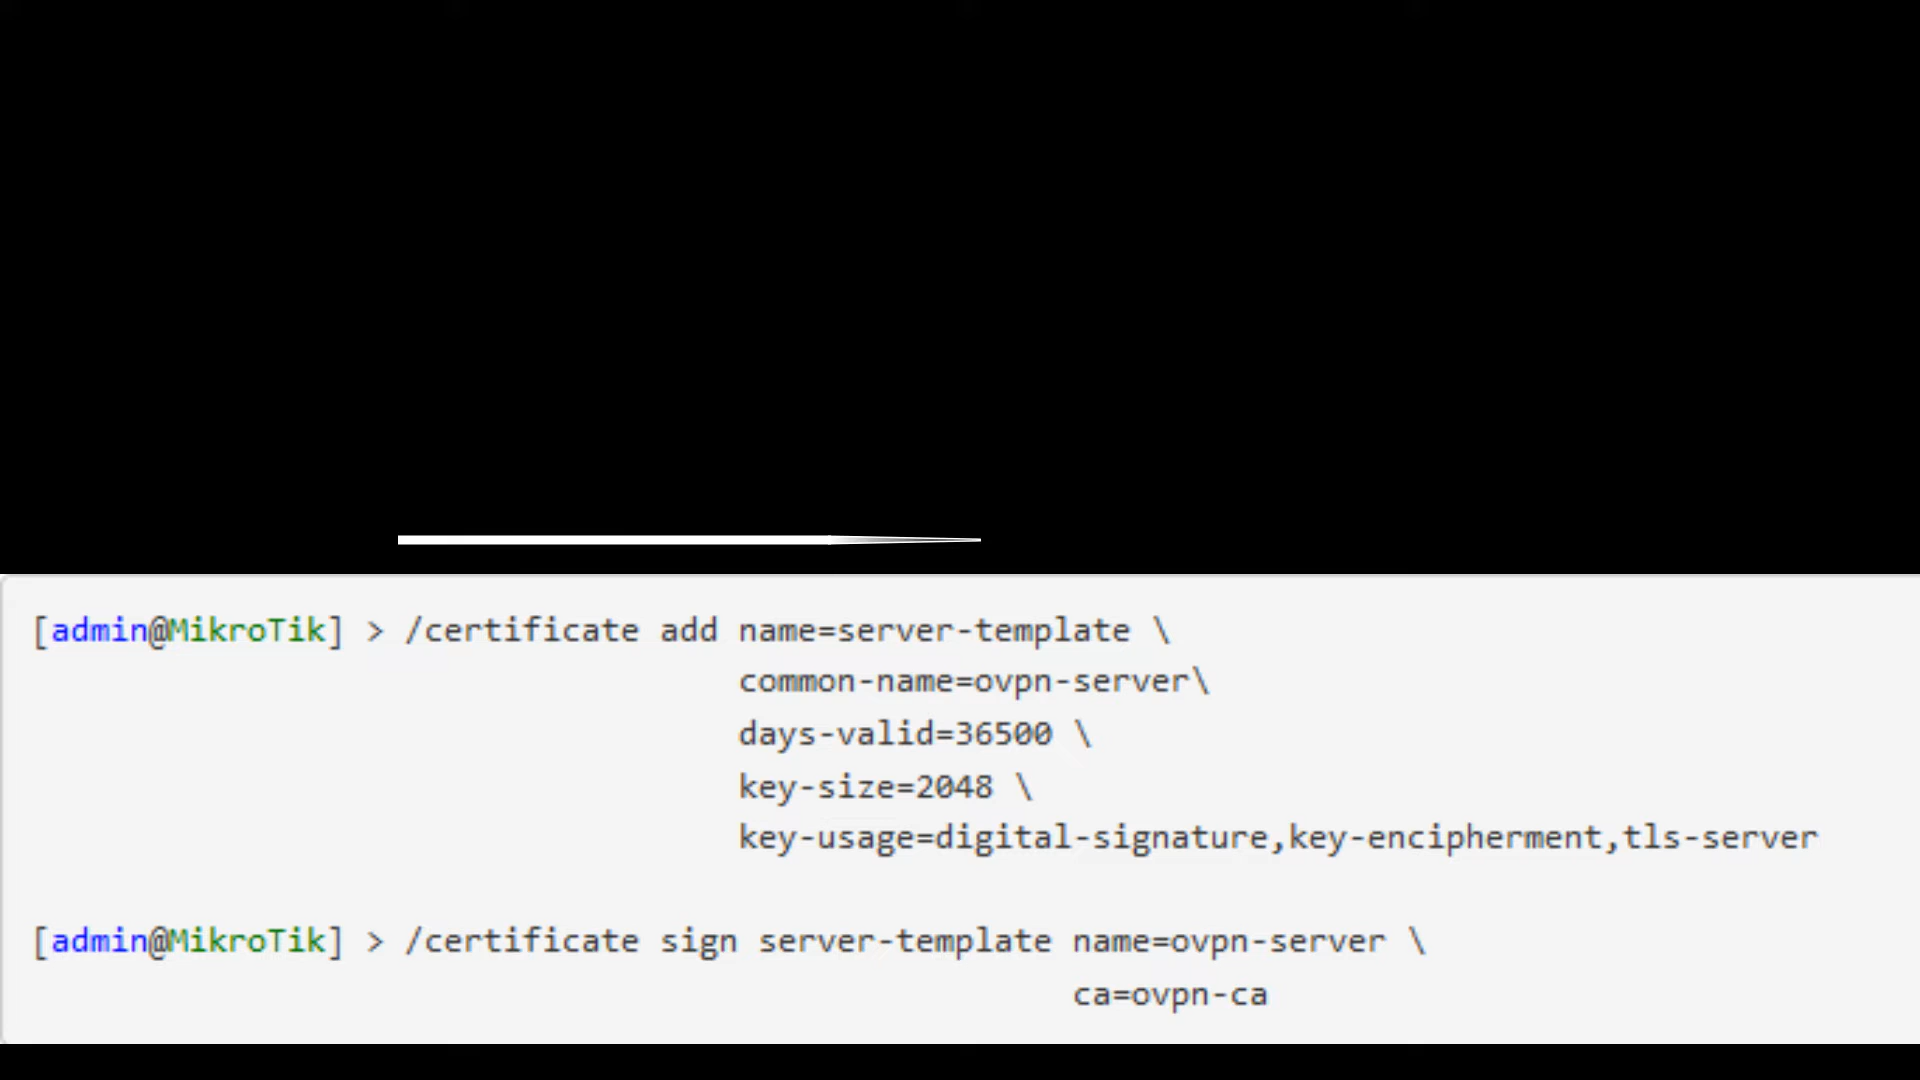 [admin@MikroTik] > /certificate add name=server-template \
common-name=ovpn-server\
days-valid=36500 \
key-size=2048 \
key-usage=digital-signature,key-encipherment,tls-server
[admin@MikroTik] > /certificate sign server-template name=ovpn-server \
ca=ovpn-ca